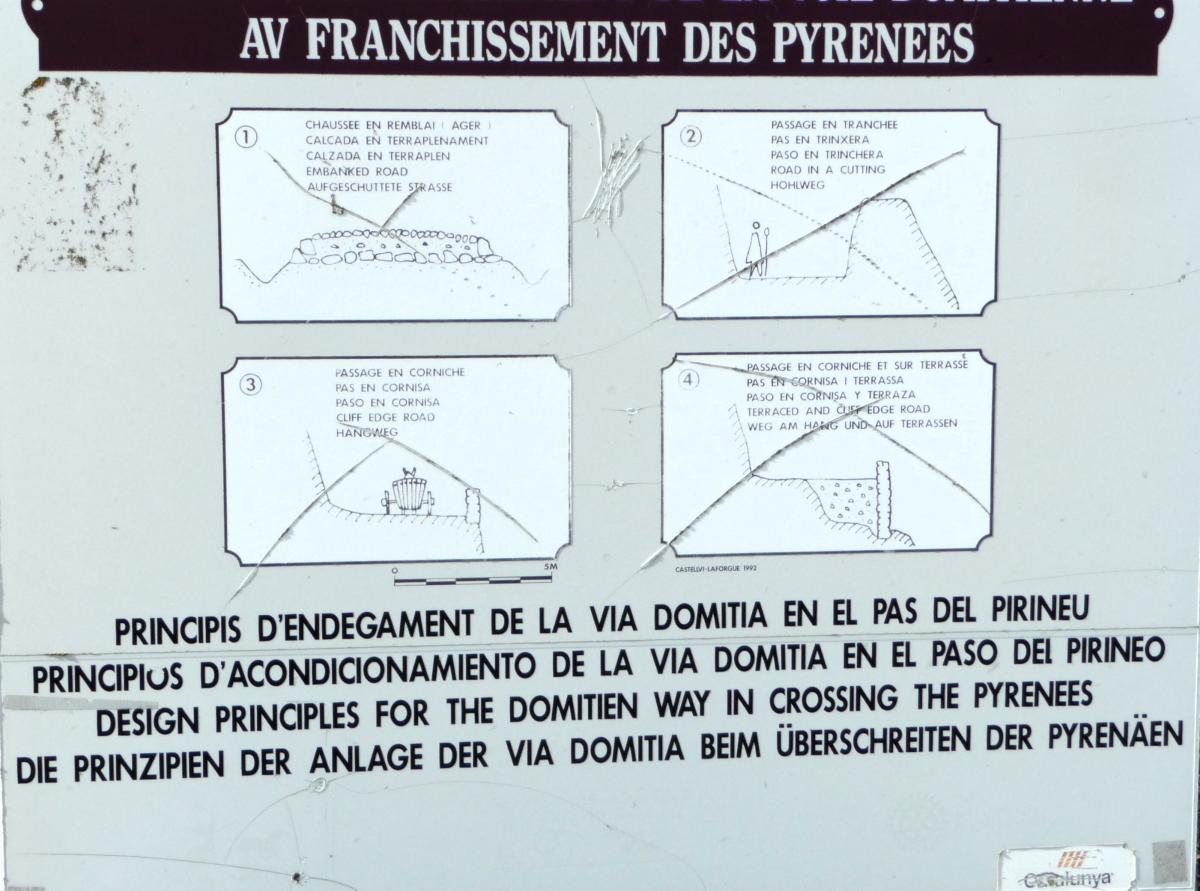 DE LA VOIE DOMITIENNE
AV FRANCHISSEMENT DES PYRENEES
1
CHAUSSEE EN REMBLAI ( AGER )
CALCADA EN TERRAPLENAMENT
CALZADA EN TERRAPLEN
EMBANKED ROAD
AUFGESCHUTTETE STRASSE
2
PASSAGE EN TRANCHEE
PAS EN TRINXERA
PASO EN TRINCHERA
ROAD IN A CUTTING
HOHLWEG
3
PASSAGE EN CORNICHE
PAS EN CORNISA
PASO EN CORNISA
CLIFF EDGE ROAD
HANGWEG
4
PASSAGE EN CORNICHE ET SUR TERRASSE
PAS EN CORNISA I TERRASSA
PASO EN CORNISA Y TERRAZA
TERRACED AND CLIFF EDGE ROAD
WEG AM HANG UND AUF TERRASSEN
O 5M
CASTELLVI-LAFORGUE 1992
PRINCIPIS D'ENDEGAMENT DE LA VIA DOMITIA EN EL PAS DEL PIRINEU
PRINCIPIOS D'ACONDICIONAMIENTO DE LA VIA DOMITIA EN EL PASO DEL PIRINEO
DESIGN PRINCIPLES FOR THE DOMITIEN WAY IN CROSSING THE PYRENEES
DIE PRINZIPIEN DER ANLAGE DER VIA DOMITIA BEIM ÜBERSCHREITEN DER PYRENÄEN
Catalunya